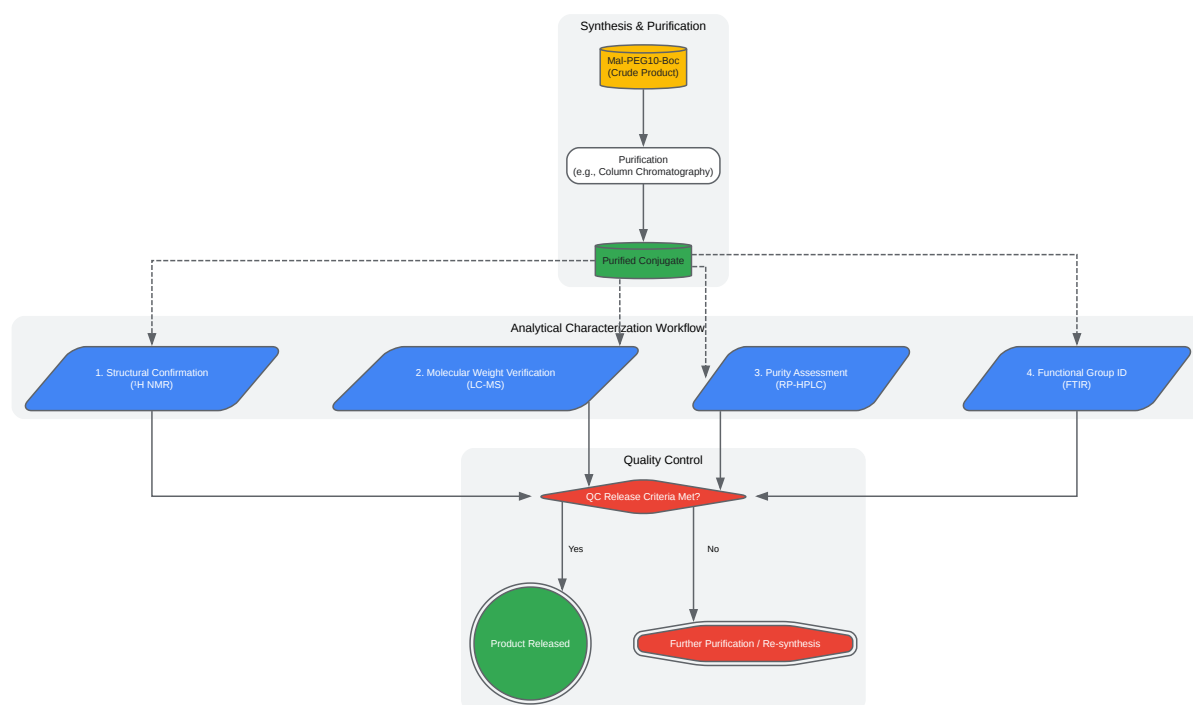 Synthesis & Purification
Mal-PEG10-Boc
(Crude Product)
Purification
(e.g., Column Chromatography)
Purified Conjugate
Analytical Characterization Workflow
1. Structural Confirmation
(¹H NMR)
2. Molecular Weight Verification
(LC-MS)
3. Purity Assessment
(RP-HPLC)
4. Functional Group ID
(FTIR)
Quality Control
QC Release Criteria Met?
Yes
No
Product Released
Further Purification / Re-synthesis